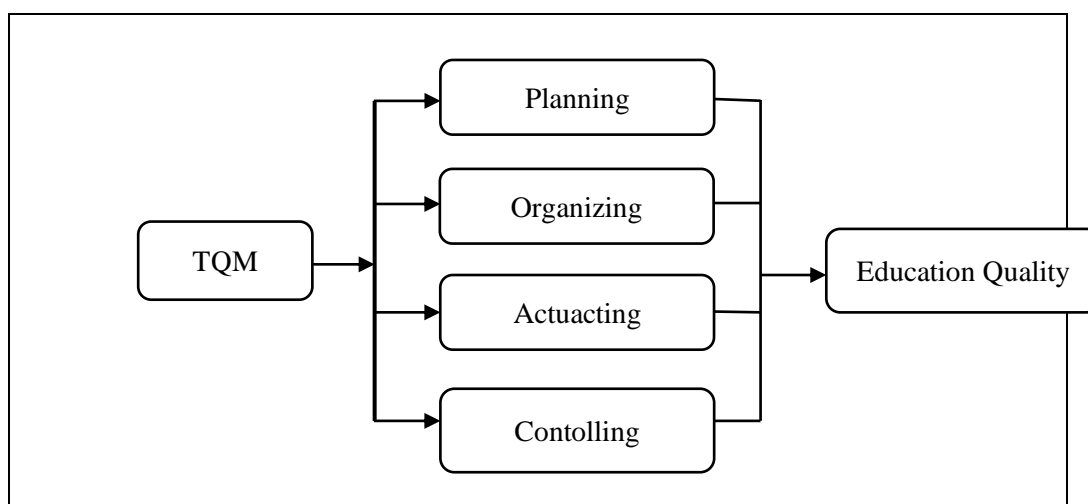 TQM
Planning
Organizing
Actuacting
Contolling
Education Quality